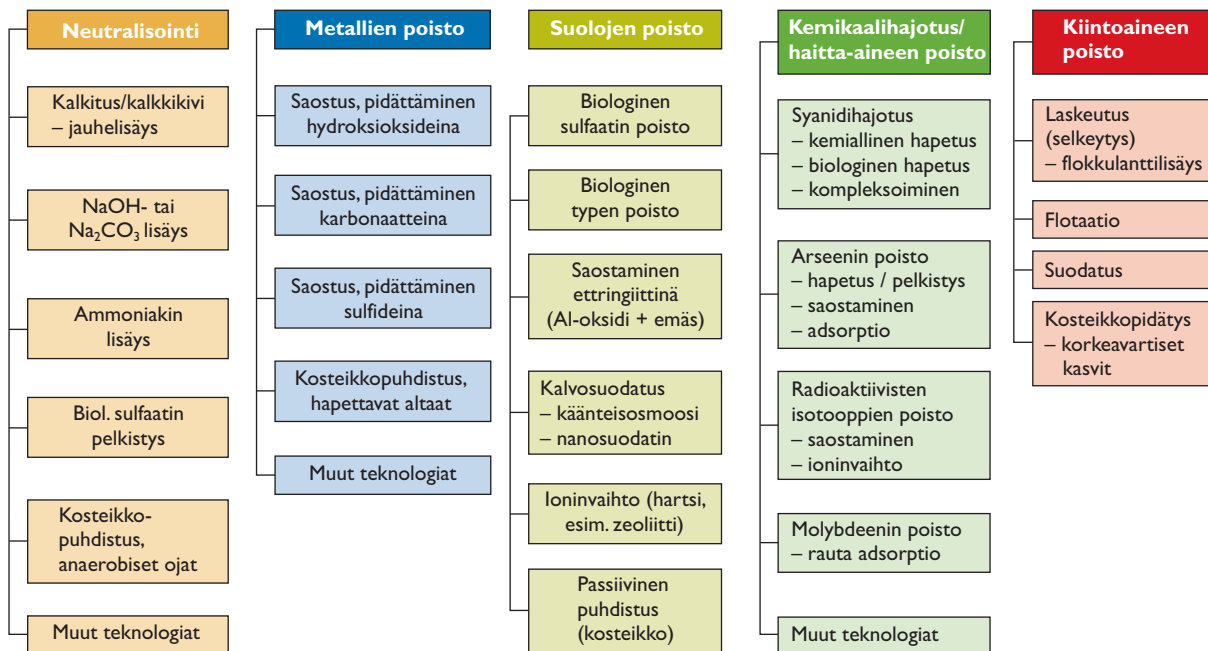 Neutralisointi
Kalkitus/kalkkikivi
– jauhelisäys
NaOH- tai
Na₂CO₃ lisäys
Ammoniakin
lisäys
Biol. sulfaatin
pelkistys
Kosteikko-
puhdistus,
anaerobiset ojat
Muut teknologiat
Metallien poisto
Saostus, pidättäminen
hydroksioksideina
Saostus, pidättäminen
karbonaatteina
Saostus, pidättäminen
sulfideina
Kosteikkopuhdistus,
hapettavat altaat
Muut teknologiat
Suolojen poisto
Biologinen
sulfaatin poisto
Biologinen
typen poisto
Saostaminen
ettringiittinä
(Al-oksidi + emäs)
Kalvosuodatus
– käänteisosmoosi
– nanosuodatin
Ioninvaihto (hartsi,
esim. zeoliitti)
Passiivinen
puhdistus
(kosteikko)
Kemikaalihajotus/
haitta-aineen poisto
Syanidihajotus
– kemiallinen hapetus
– biologinen hapetus
– kompleksoiminen
Arseenin poisto
– hapetus / pelkistys
– saostaminen
– adsorptio
Radioaktiivisten
isotooppien poisto
– saostaminen
– ioninvaihto
Molybdeenin poisto
– rauta adsorptio
Muut teknologiat
Kiintoaineen
poisto
Laskeutus
(selkeytys)
– flokkulanttilisäys
Flotaatio
Suodatus
Kosteikkopidätys
– korkeavartiset
kasvit